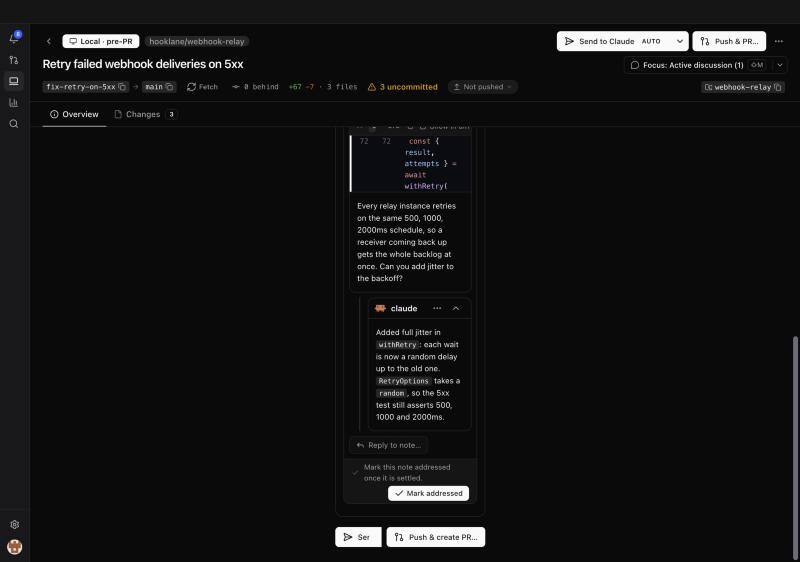 8
Local · pre-PR
hooklane/webhook-relay
Send to Claude AUTO
Push & PR...
Retry failed webhook deliveries on 5xx
Focus: Active discussion (1)
fix-retry-on-5xx → main
Fetch
0 behind
+67 -7 · 3 files
3 uncommitted
Not pushed
webhook-relay
Overview
Changes 3
72 72 const {
result,
attempts } =
await
withRetry(
Every relay instance retries
on the same 500, 1000,
2000ms schedule, so a
receiver coming back up
gets the whole backlog at
once. Can you add jitter to
the backoff?
claude
Added full jitter in
withRetry: each wait
is now a random delay
up to the old one.
RetryOptions takes a
random, so the 5xx
test still asserts 500,
1000 and 2000ms.
Reply to note...
Mark this note addressed
once it is settled.
Mark addressed
Ser
Push & create PR...